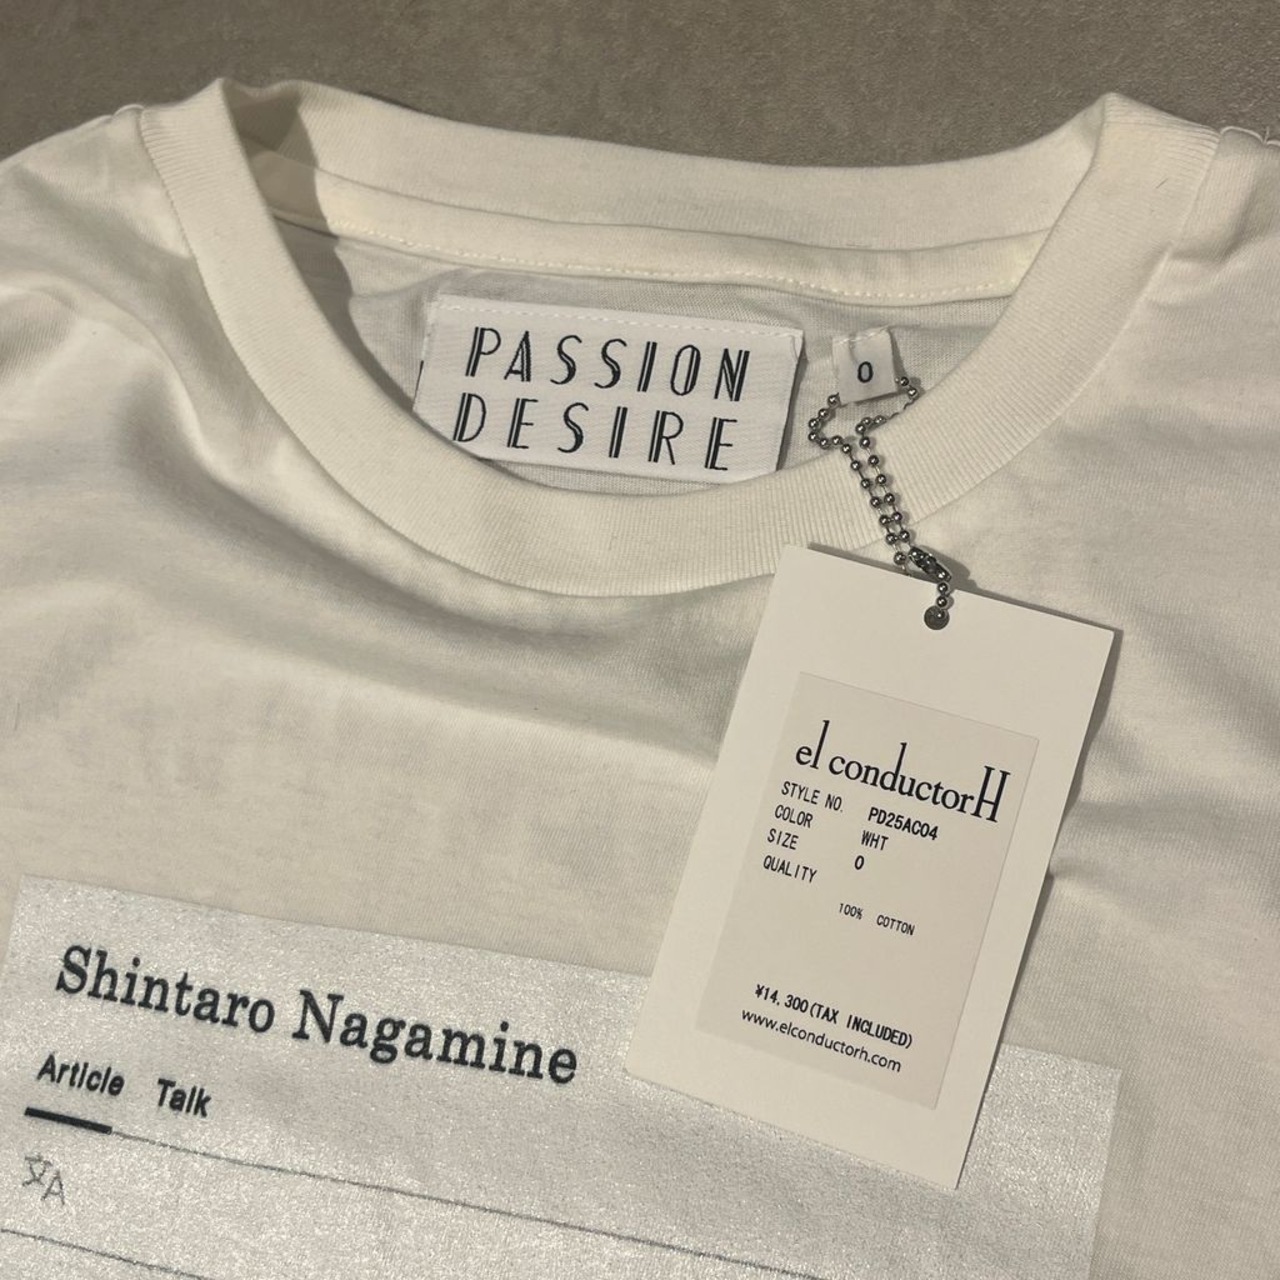 PASSION
DESIRE
0
el conductorH
STYLE NO. PD25AC04
COLOR WHT
SIZE 0
QUALITY
100% COTTON
¥14,300(TAX INCLUDED)
www.elconductorh.com
Shintaro Nagamine
Article Talk
文A